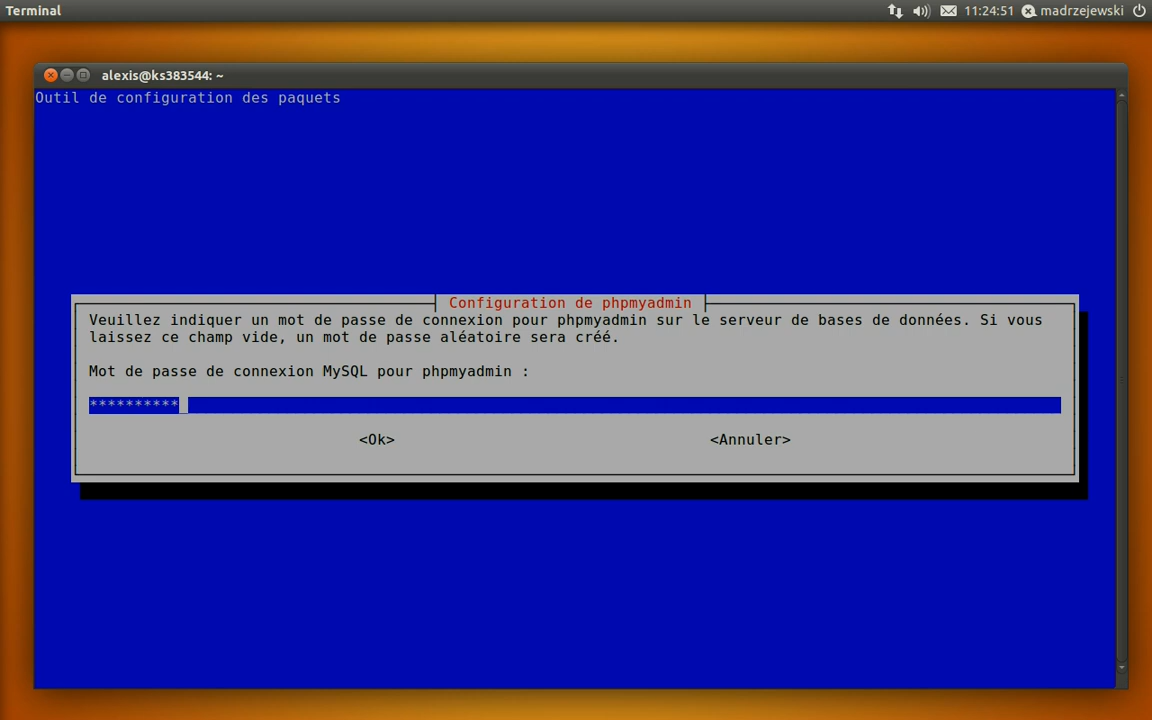 Terminal
11:24:51
madrzejewski
alexis@ks383544: ~
Outil de configuration des paquets
Configuration de phpmyadmin
Veuillez indiquer un mot de passe de connexion pour phpmyadmin sur le serveur de bases de données. Si vous
laissez ce champ vide, un mot de passe aléatoire sera créé.
Mot de passe de connexion MySQL pour phpmyadmin :
**********_
<Ok>
<Annuler>